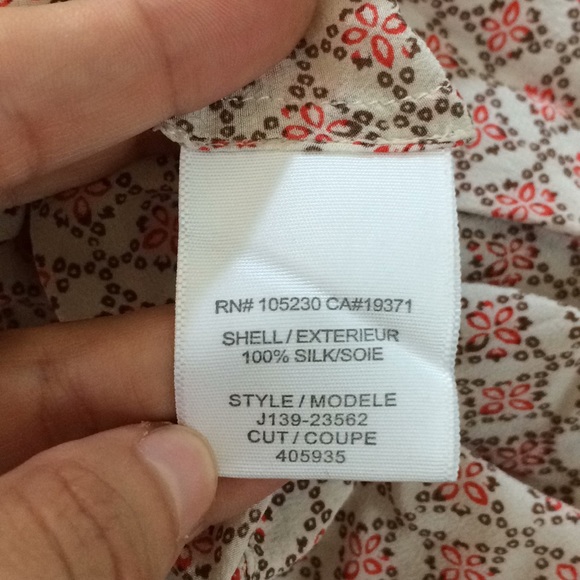 RN# 105230 CA#19371
SHELL/EXTERIEUR
100% SILK/SOIE
STYLE/MODELE
J139-23562
CUT/COUPE
405935